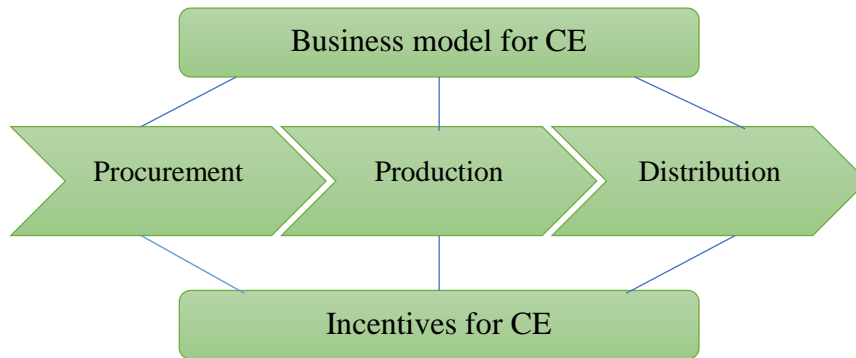 Business model for CE
Procurement
Production
Distribution
Incentives for CE